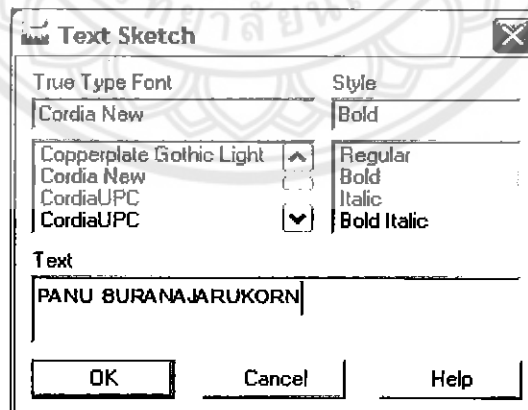 Text Sketch
True Type Font Style
Cordia New Bold
Copperplate Gothic Light Regular
Cordia New Bold
CordiaUPC Italic
CordiaUPC Bold Italic
Text
PANU BURANAJARUKORN
OK Cancel Help